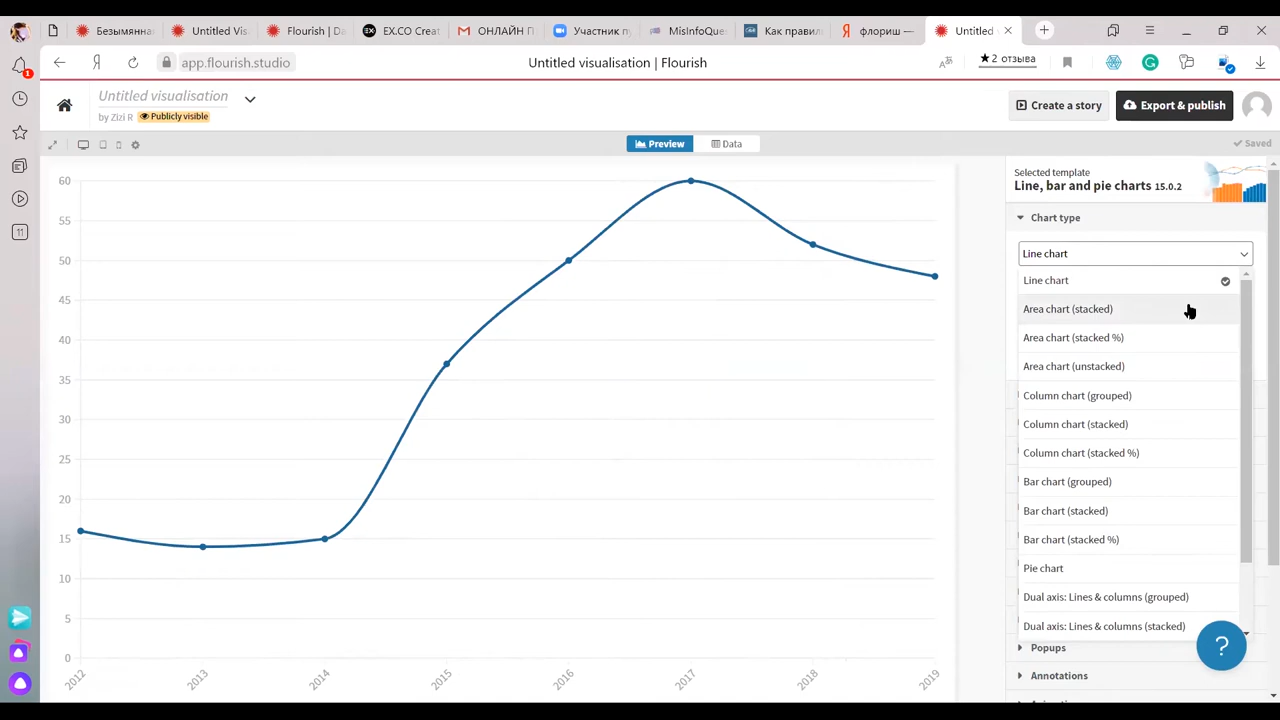 Безымянна
Untitled Vis
Flourish | Da
EX.CO Creat
ОНЛАЙН Г
Участник пу
MisInfoQue
Как правил
флориш —
Untitled
1
Я
app.flourish.studio
Untitled visualisation | Flourish
★2 отзыва
Untitled visualisation
by Zizi R
Publicly visible
Create a story
Export & publish
Preview
Data
Saved
11
60
55
50
45
40
35
30
25
20
15
10
5
0
2012
2013
2014
2015
2016
2017
2018
2019
Selected template
Line, bar and pie charts 15.0.2
Chart type
Line chart
Line chart
Area chart (stacked)
Area chart (stacked %)
Area chart (unstacked)
Column chart (grouped)
Column chart (stacked)
Column chart (stacked %)
Bar chart (grouped)
Bar chart (stacked)
Bar chart (stacked %)
Pie chart
Dual axis: Lines & columns (grouped)
Dual axis: Lines & columns (stacked)
Popups
Annotations
?